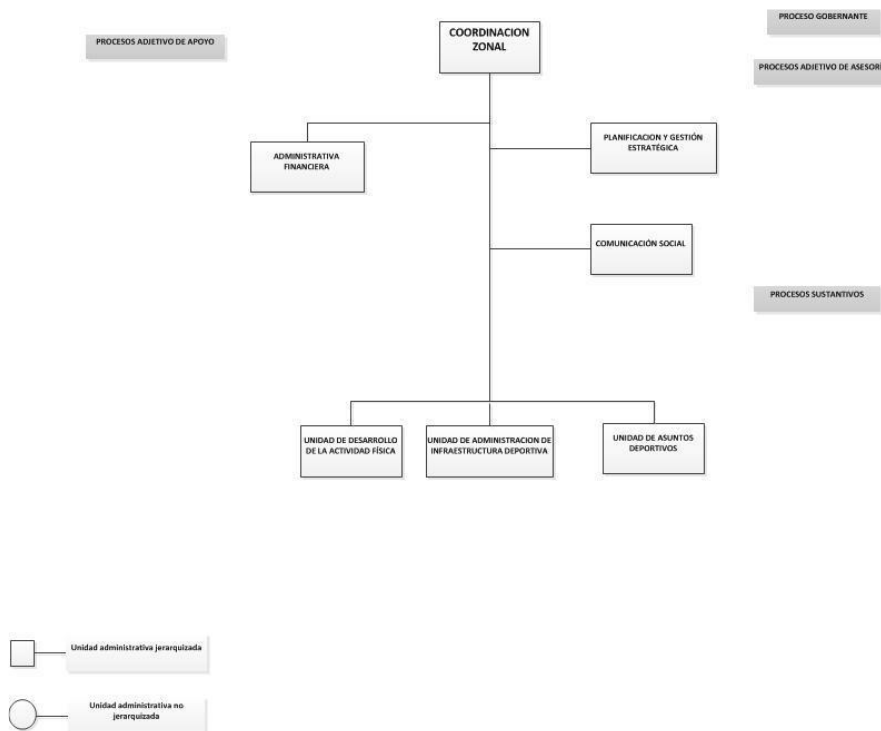 PROCESO GOBERNANTE
PROCESOS ADJETIVO DE APOYO
COORDINACION
ZONAL
PROCESOS ADJETIVO DE ASESORI
ADMINISTRATIVA
FINANCIERA
PLANIFICACION Y GESTIÓN
ESTRATÉGICA
COMUNICACIÓN SOCIAL
PROCESOS SUSTANTIVOS
UNIDAD DE DESARROLLO
DE LA ACTIVIDAD FÍSICA
UNIDAD DE ADMINISTRACION DE
INFRAESTRUCTURA DEPORTIVA
UNIDAD DE ASUNTOS
DEPORTIVOS
Unidad administrativa jerarquizada
Unidad administrativa no
jerarquizada